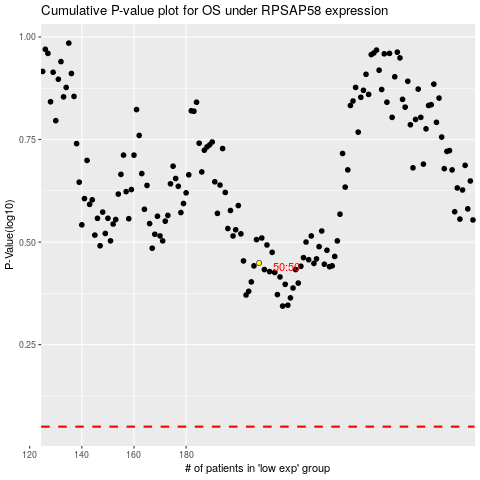 Cumulative P-value plot for OS under RPSAP58 expression
P-Value(log10)
1.00
0.75
0.50
0.25
50:50
120 140 160 180
# of patients in 'low exp' group